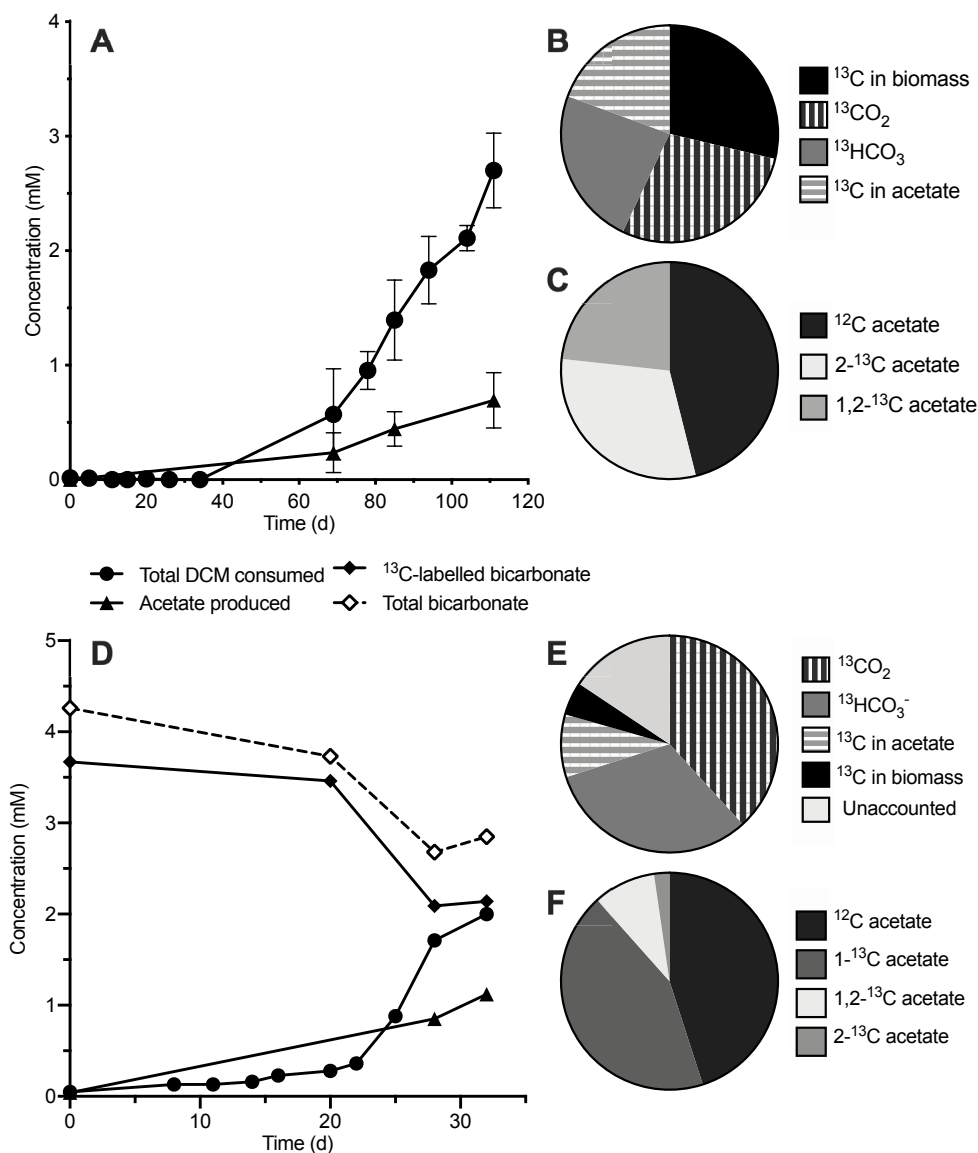 A
Concentration (mM)
4
3
2
1
0
0 20 40 60 80 100 120
Time (d)
B
¹³C in biomass
¹³CO₂
¹³HCO₃
¹³C in acetate
C
¹²C acetate
2-¹³C acetate
1,2-¹³C acetate
Total DCM consumed
¹³C-labelled bicarbonate
Acetate produced
Total bicarbonate
D
Concentration (mM)
5
4
3
2
1
0
0 10 20 30
Time (d)
E
¹³CO₂
¹³HCO₃⁻
¹³C in acetate
¹³C in biomass
Unaccounted
F
¹²C acetate
1-¹³C acetate
1,2-¹³C acetate
2-¹³C acetate